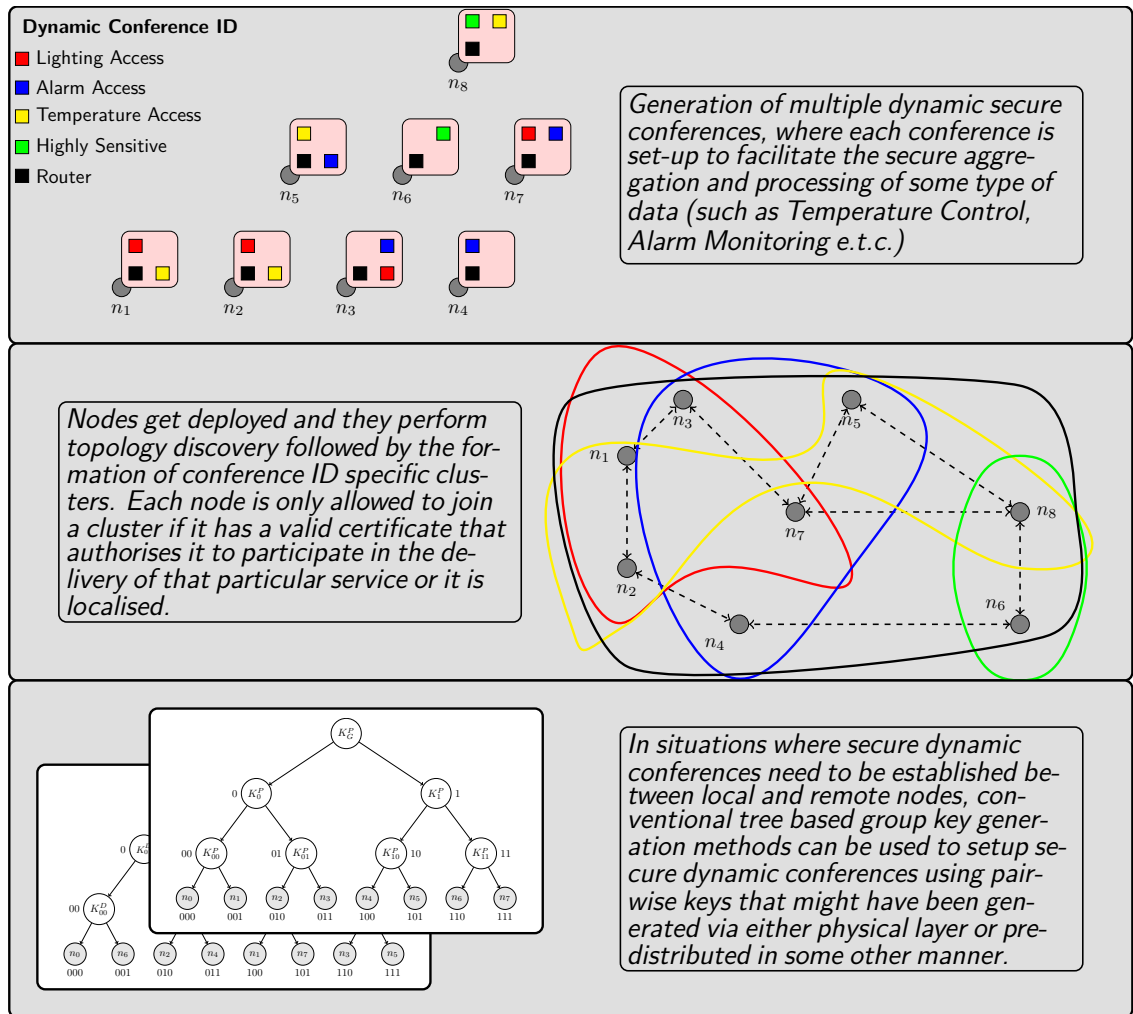 Dynamic Conference ID
Lighting Access
Alarm Access
Temperature Access
Highly Sensitive
Router
n8
n5
n6
n7
n1
n2
n3
n4
Generation of multiple dynamic secure
conferences, where each conference is
set-up to facilitate the secure aggre-
gation and processing of some type of
data (such as Temperature Control,
Alarm Monitoring e.t.c.)
Nodes get deployed and they perform
topology discovery followed by the for-
mation of conference ID specific clus-
ters. Each node is only allowed to join
a cluster if it has a valid certificate that
authorises it to participate in the de-
livery of that particular service or it is
localised.
n3
n5
n1
n8
n7
n2
n6
n4
K_G^P
0 K_0^P
K_1^P 1
00 K_00^P
01 K_01^P
K_10^P 10
K_11^P 11
n0 n1 n2 n3 n4 n5 n6 n7
000 001 010 011 100 101 110 111
0
00 K_00^D
n0 n6 n2 n4 n1 n7 n3 n5
000 001 010 011 100 101 110 111
In situations where secure dynamic
conferences need to be established be-
tween local and remote nodes, con-
ventional tree based group key gener-
ation methods can be used to setup se-
cure dynamic conferences using pair-
wise keys that might have been gen-
erated via either physical layer or pre-
distributed in some other manner.